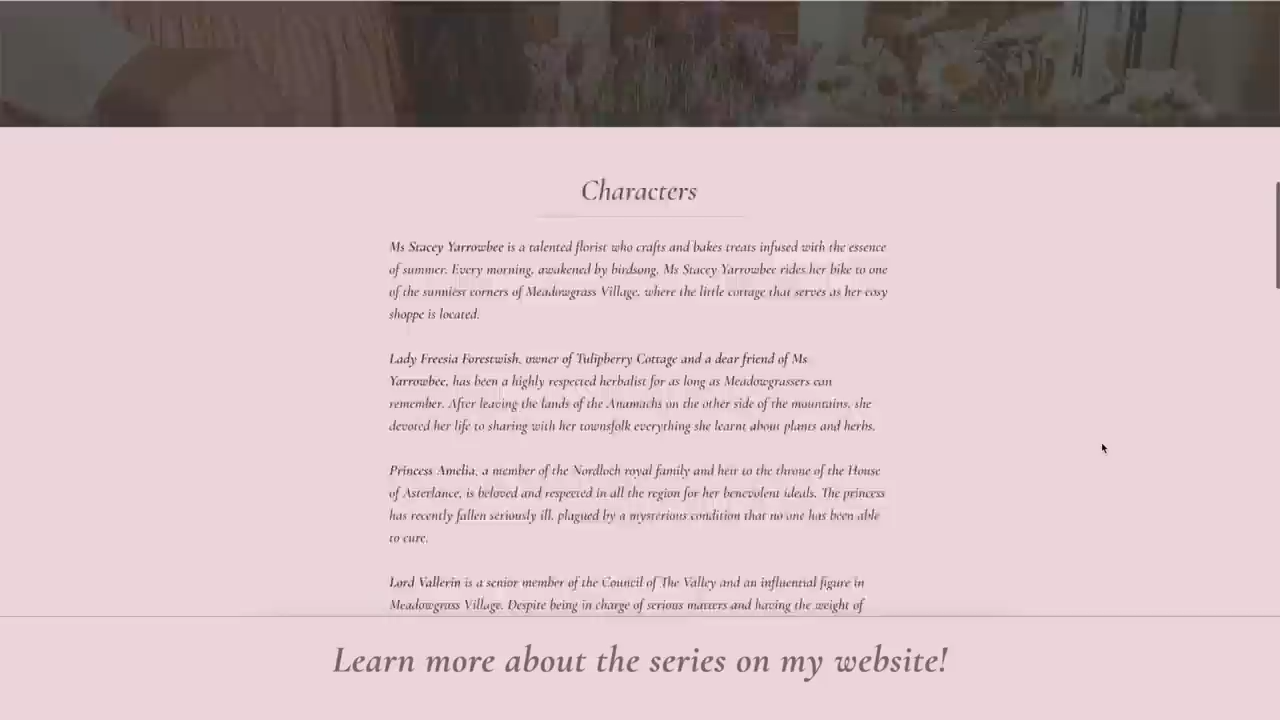 Characters
Ms Stacey Yarrowbee is a talented florist who crafts and bakes treats infused with the essence
of summer. Every morning, awakened by birdsong, Ms Stacey Yarrowbee rides her bike to one
of the sunniest corners of Meadowgrass Village, where the little cottage that serves as her cosy
shoppe is located.
Lady Freesia Forestwish, owner of Tulipberry Cottage and a dear friend of Ms
Yarrowbee, has been a highly respected herbalist for as long as Meadowgrassers can
remember. After leaving the lands of the Anamachs on the other side of the mountains, she
devoted her life to sharing with her townsfolk everything she learnt about plants and herbs.
Princess Amelia, a member of the Nordloch royal family and heir to the throne of the House
of Asterlance, is beloved and respected in all the region for her benevolent ideals. The princess
has recently fallen seriously ill, plagued by a mysterious condition that no one has been able
to cure.
Lord Vallerin is a senior member of the Council of The Valley and an influential figure in
Meadowgrass Village. Despite being in charge of serious matters and having the weight of
Learn more about the series on my website!